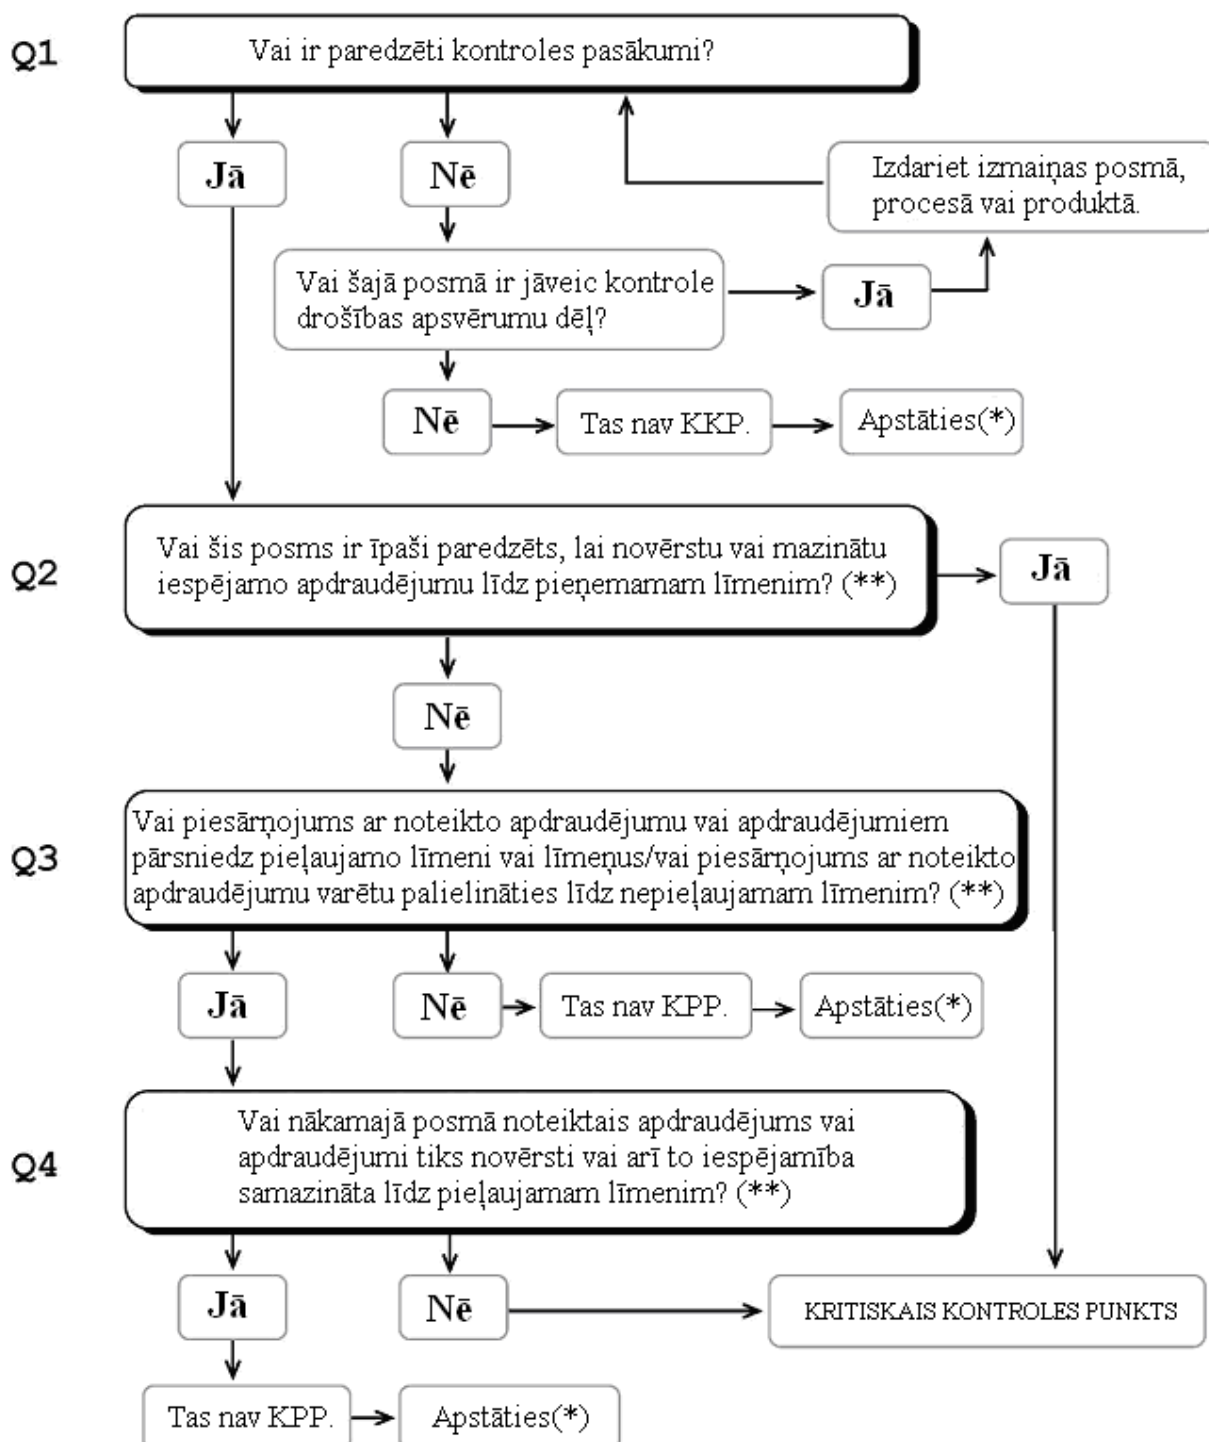 Q1
Vai ir paredzēti kontroles pasākumi?
Jā
Nē
Izdariet izmaiņas posmā,
procesā vai produktā.
Vai šajā posmā ir jāveic kontrole
drošības apsvērumu dēļ?
Jā
Nē
Tas nav KKP.
Apstāties(*)
Q2
Vai šis posms ir īpaši paredzēts, lai novērstu vai mazinātu
iespējamo apdraudējumu līdz pieņemamam līmenim? (**)
Jā
Nē
Q3
Vai piesārņojums ar noteikto apdraudējumu vai apdraudējumiem
pārsniedz pieļaujamo līmeni vai līmeņus/vai piesārņojums ar noteikto
apdraudējumu varētu palielināties līdz nepieļaujamam līmenim? (**)
Jā
Nē
Tas nav KPP.
Apstāties(*)
Q4
Vai nākamajā posmā noteiktais apdraudējums vai
apdraudējumi tiks novērsti vai arī to iespējamība
samazināta līdz pieļaujamam līmenim? (**)
Jā
Nē
KRITISKAIS KONTROLES PUNKTS
Tas nav KPP.
Apstāties(*)